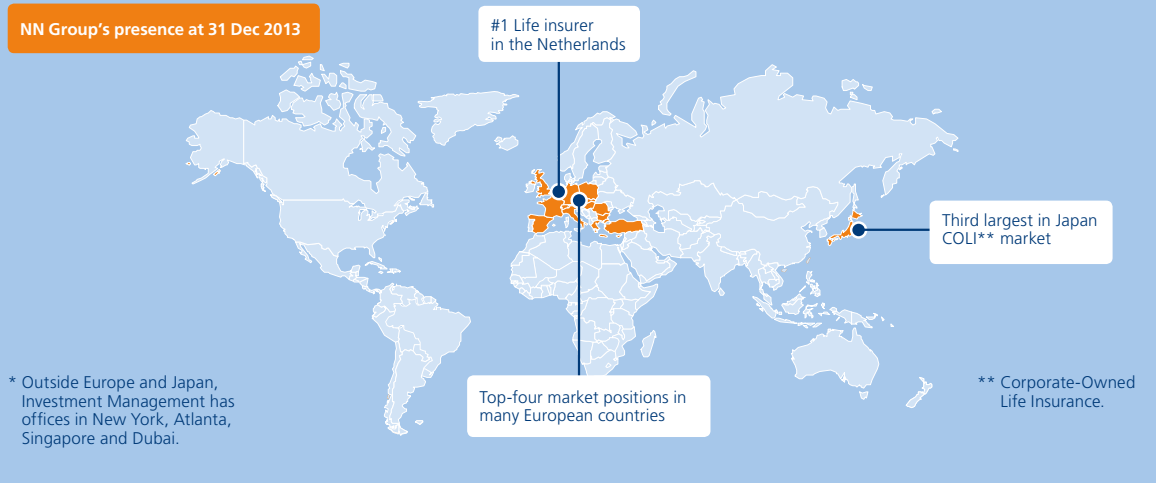 NN Group's presence at 31 Dec 2013
#1 Life insurer
in the Netherlands
Third largest in Japan
COLI** market
Top-four market positions in
many European countries
* Outside Europe and Japan,
Investment Management has
offices in New York, Atlanta,
Singapore and Dubai.
** Corporate-Owned
Life Insurance.